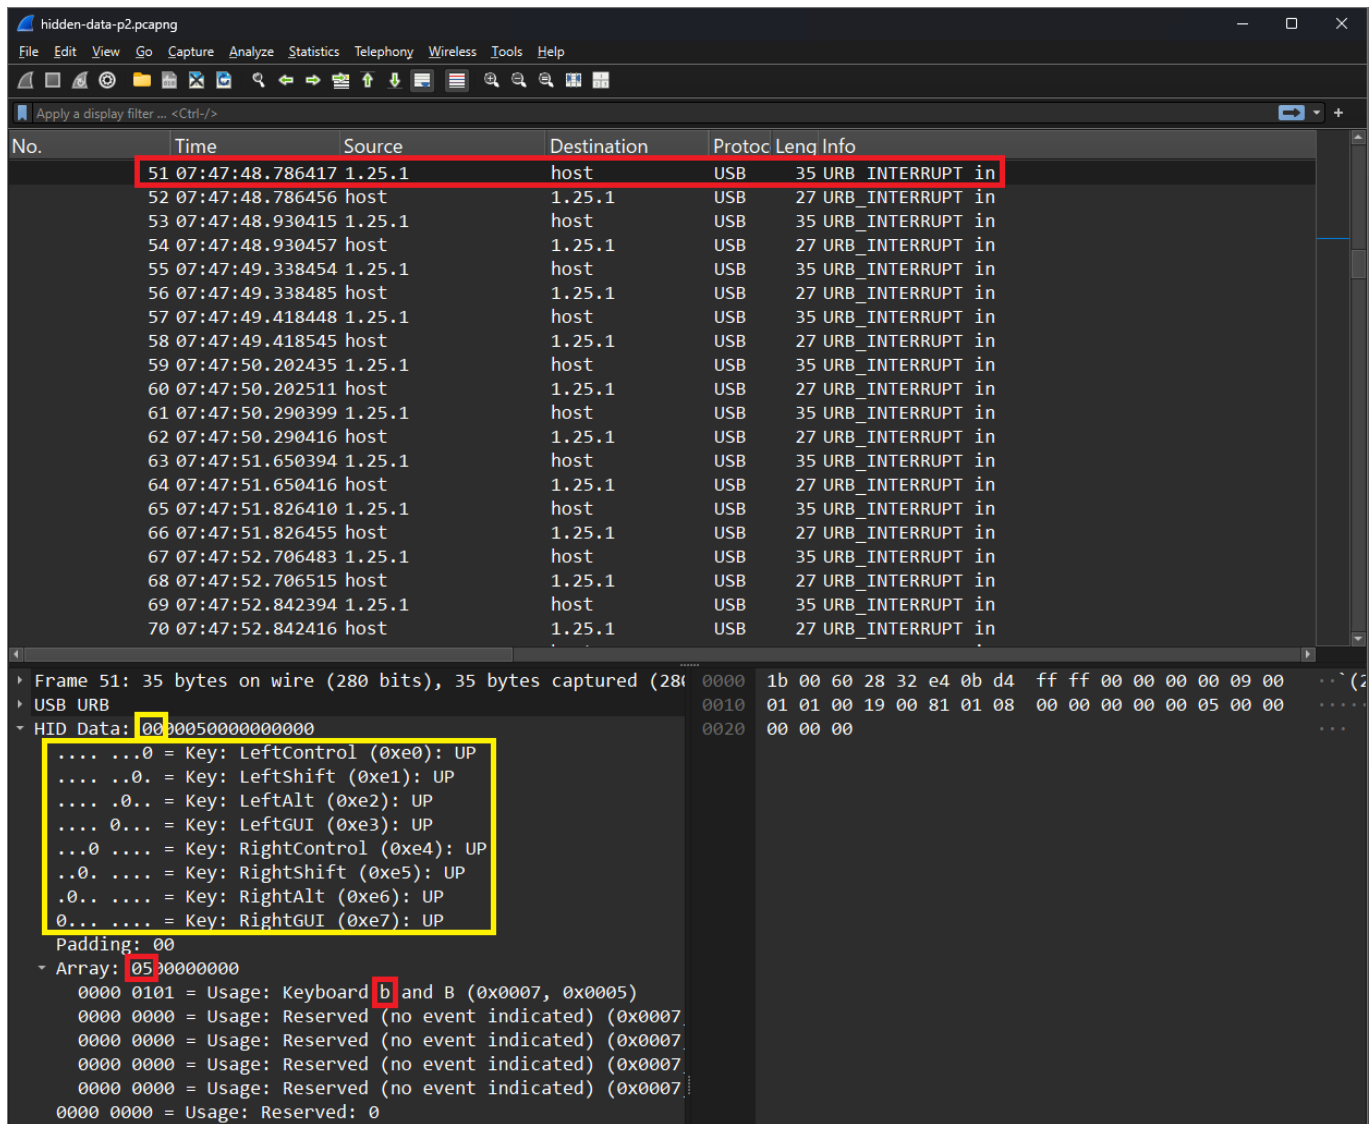 hidden-data-p2.pcapng
File Edit View Go Capture Analyze Statistics Telephony Wireless Tools Help
Apply a display filter ... <Ctrl-/>
No. Time Source Destination Protoc Leng Info
51 07:47:48.786417 1.25.1 host USB 35 URB_INTERRUPT in
52 07:47:48.786456 host 1.25.1 USB 27 URB_INTERRUPT in
53 07:47:48.930415 1.25.1 host USB 35 URB_INTERRUPT in
54 07:47:48.930457 host 1.25.1 USB 27 URB_INTERRUPT in
55 07:47:49.338454 1.25.1 host USB 35 URB_INTERRUPT in
56 07:47:49.338485 host 1.25.1 USB 27 URB_INTERRUPT in
57 07:47:49.418448 1.25.1 host USB 35 URB_INTERRUPT in
58 07:47:49.418545 host 1.25.1 USB 27 URB_INTERRUPT in
59 07:47:50.202435 1.25.1 host USB 35 URB_INTERRUPT in
60 07:47:50.202511 host 1.25.1 USB 27 URB_INTERRUPT in
61 07:47:50.290399 1.25.1 host USB 35 URB_INTERRUPT in
62 07:47:50.290416 host 1.25.1 USB 27 URB_INTERRUPT in
63 07:47:51.650394 1.25.1 host USB 35 URB_INTERRUPT in
64 07:47:51.650416 host 1.25.1 USB 27 URB_INTERRUPT in
65 07:47:51.826410 1.25.1 host USB 35 URB_INTERRUPT in
66 07:47:51.826455 host 1.25.1 USB 27 URB_INTERRUPT in
67 07:47:52.706483 1.25.1 host USB 35 URB_INTERRUPT in
68 07:47:52.706515 host 1.25.1 USB 27 URB_INTERRUPT in
69 07:47:52.842394 1.25.1 host USB 35 URB_INTERRUPT in
70 07:47:52.842416 host 1.25.1 USB 27 URB_INTERRUPT in
Frame 51: 35 bytes on wire (280 bits), 35 bytes captured (280
USB URB
HID Data: 0000050000000000
.... ...0 = Key: LeftControl (0xe0): UP
.... ..0. = Key: LeftShift (0xe1): UP
.... .0.. = Key: LeftAlt (0xe2): UP
.... 0... = Key: LeftGUI (0xe3): UP
...0 .... = Key: RightControl (0xe4): UP
..0. .... = Key: RightShift (0xe5): UP
.0.. .... = Key: RightAlt (0xe6): UP
0... .... = Key: RightGUI (0xe7): UP
Padding: 00
Array: 0500000000
0000 0101 = Usage: Keyboard b and B (0x0007, 0x0005)
0000 0000 = Usage: Reserved (no event indicated) (0x0007
0000 0000 = Usage: Reserved (no event indicated) (0x0007
0000 0000 = Usage: Reserved (no event indicated) (0x0007
0000 0000 = Usage: Reserved (no event indicated) (0x0007
0000 0000 = Usage: Reserved: 0
0000 1b 00 60 28 32 e4 0b d4 ff ff 00 00 00 00 09 00 ··`(2
0010 01 01 00 19 00 81 01 08 00 00 00 00 00 05 00 00 ·····
0020 00 00 00 ···